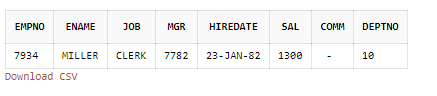 EMPNO ENAME JOB MGR HIREDATE SAL COMM DEPTNO
7934 MILLER CLERK 7782 23-JAN-82 1300 - 10
Download CSV